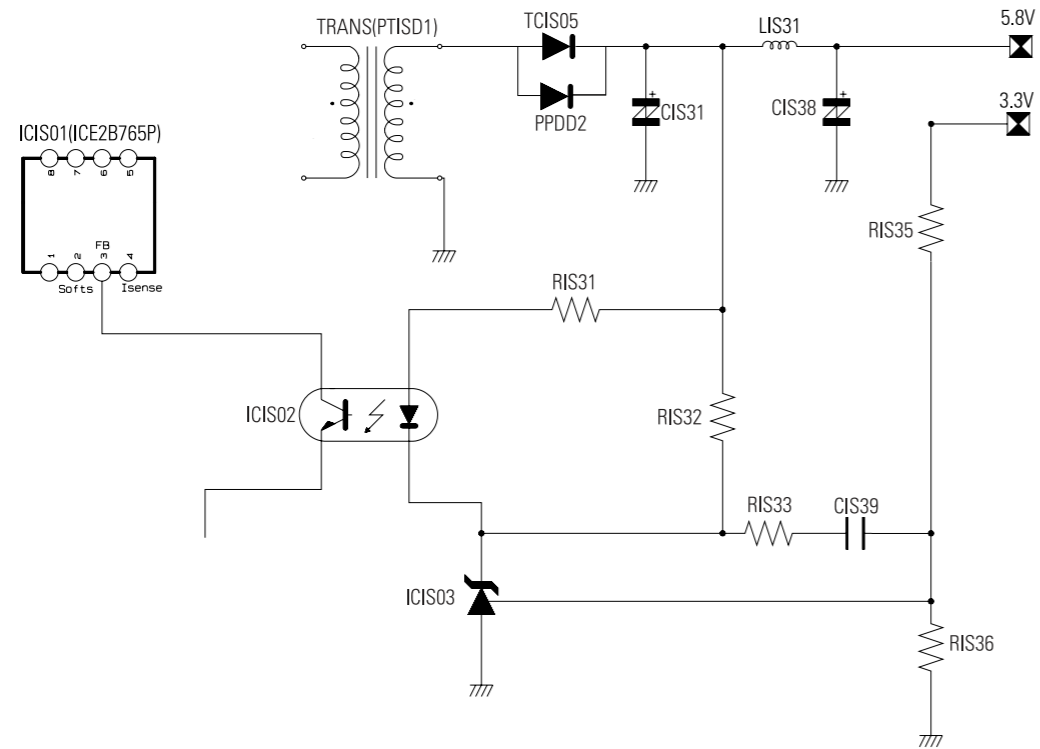 TRANS(PTISD1)
TCIS05
LIS31
5.8V
PPDD2
CIS31
CIS38
3.3V
ICIS01(ICE2B765P)
8 7 6 5
FB
1 2 3 4
Softs Isense
RIS35
RIS31
ICIS02
RIS32
RIS33
CIS39
ICIS03
RIS36